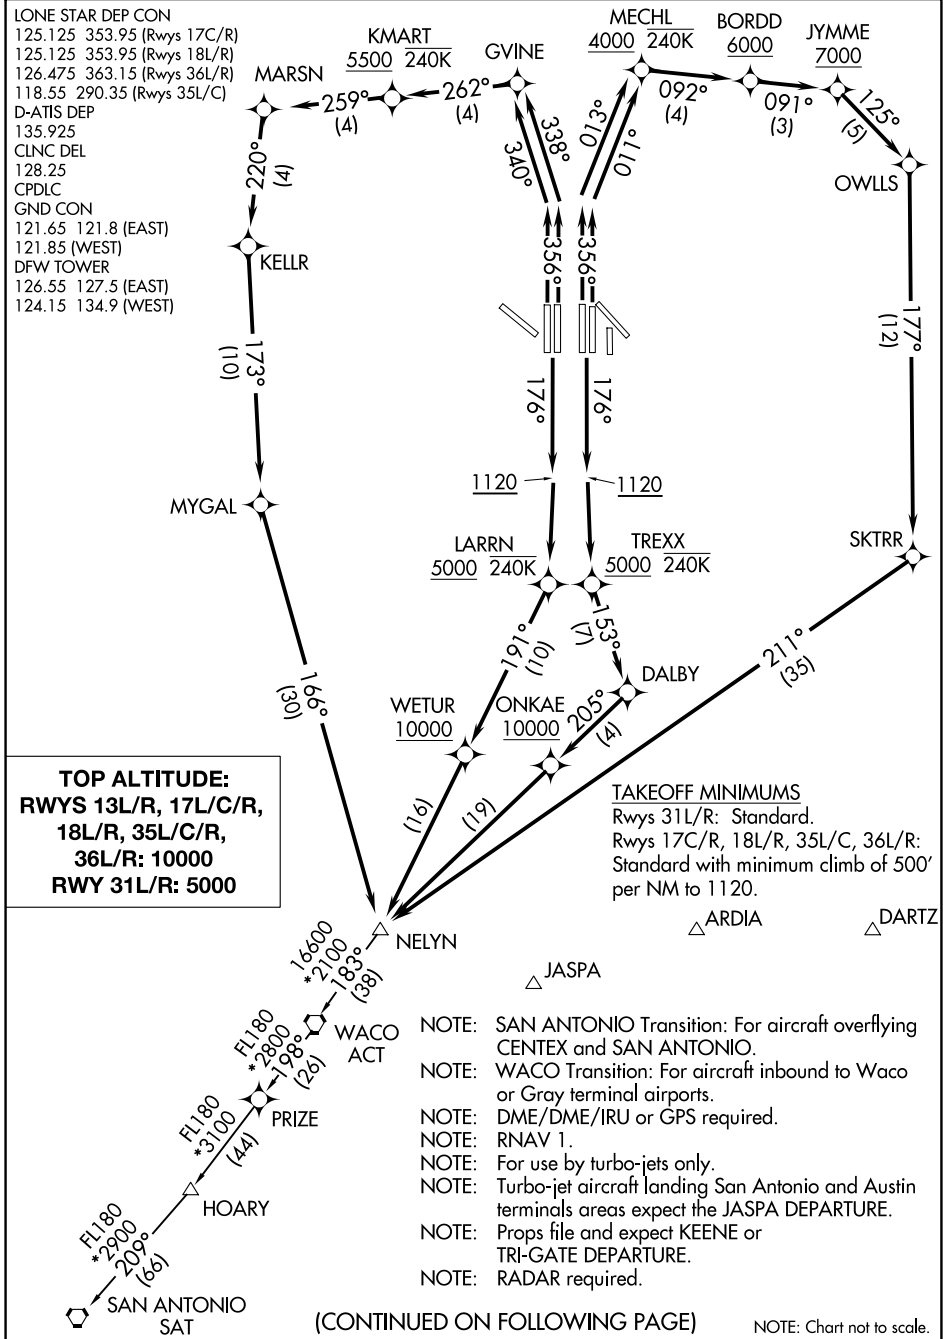 LONE STAR DEP CON
125.125 353.95 (Rwys 17C/R)
125.125 353.95 (Rwys 18L/R)
126.475 363.15 (Rwys 36L/R)
118.55 290.35 (Rwys 35L/C)
D-ATIS DEP
135.925
CLNC DEL
128.25
CPDLC
GND CON
121.65 121.8 (EAST)
121.85 (WEST)
DFW TOWER
126.55 127.5 (EAST)
124.15 134.9 (WEST)
MARSN
KMART
5500 240K
GVINE
MECHL
4000 240K
BORDD
6000
JYMME
7000
259°
(4)
262°
(4)
092°
(4)
091°
(3)
125°
(5)
OWLLS
220°
(4)
340°
338°
013°
011°
KELLR
356°
356°
173°
(10)
177°
(12)
176°
176°
MYGAL
1120
1120
LARRN
5000 240K
TREXX
5000 240K
SKTRR
191°
(10)
153°
(7)
211°
(35)
166°
(30)
DALBY
WETUR
10000
ONKAE
10000
205°
(4)
(16)
(19)
TOP ALTITUDE:
RWYS 13L/R, 17L/C/R,
18L/R, 35L/C/R,
36L/R: 10000
RWY 31L/R: 5000
TAKEOFF MINIMUMS
Rwys 31L/R: Standard.
Rwys 17C/R, 18L/R, 35L/C, 36L/R:
Standard with minimum climb of 500'
per NM to 1120.
NELYN
ARDIA
DARTZ
JASPA
16600
*2100
183°
(38)
WACO
ACT
FL180
*2800
198°
(26)
PRIZE
FL180
*3100
(44)
HOARY
FL180
*2900
209°
(66)
SAN ANTONIO
SAT
NOTE: SAN ANTONIO Transition: For aircraft overflying
CENTEX and SAN ANTONIO.
NOTE: WACO Transition: For aircraft inbound to Waco
or Gray terminal airports.
NOTE: DME/DME/IRU or GPS required.
NOTE: RNAV 1.
NOTE: For use by turbo-jets only.
NOTE: Turbo-jet aircraft landing San Antonio and Austin
terminals areas expect the JASPA DEPARTURE.
NOTE: Props file and expect KEENE or
TRI-GATE DEPARTURE.
NOTE: RADAR required.
(CONTINUED ON FOLLOWING PAGE)
NOTE: Chart not to scale.